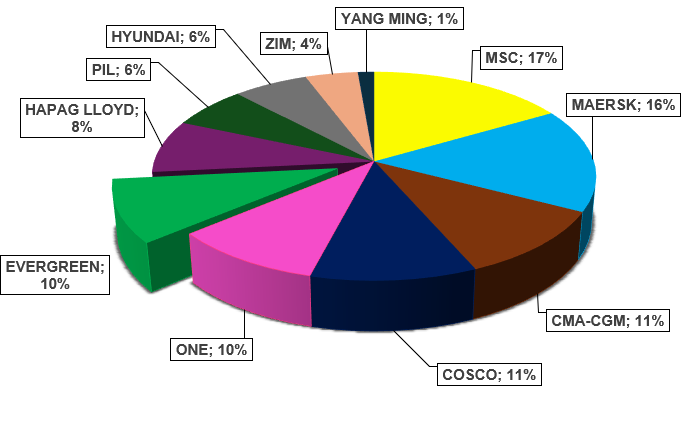 YANG MING; 1%
HYUNDAI; 6%
ZIM; 4%
MSC; 17%
PIL; 6%
HAPAG LLOYD;
8%
MAERSK; 16%
EVERGREEN;
10%
CMA-CGM; 11%
ONE; 10%
COSCO; 11%